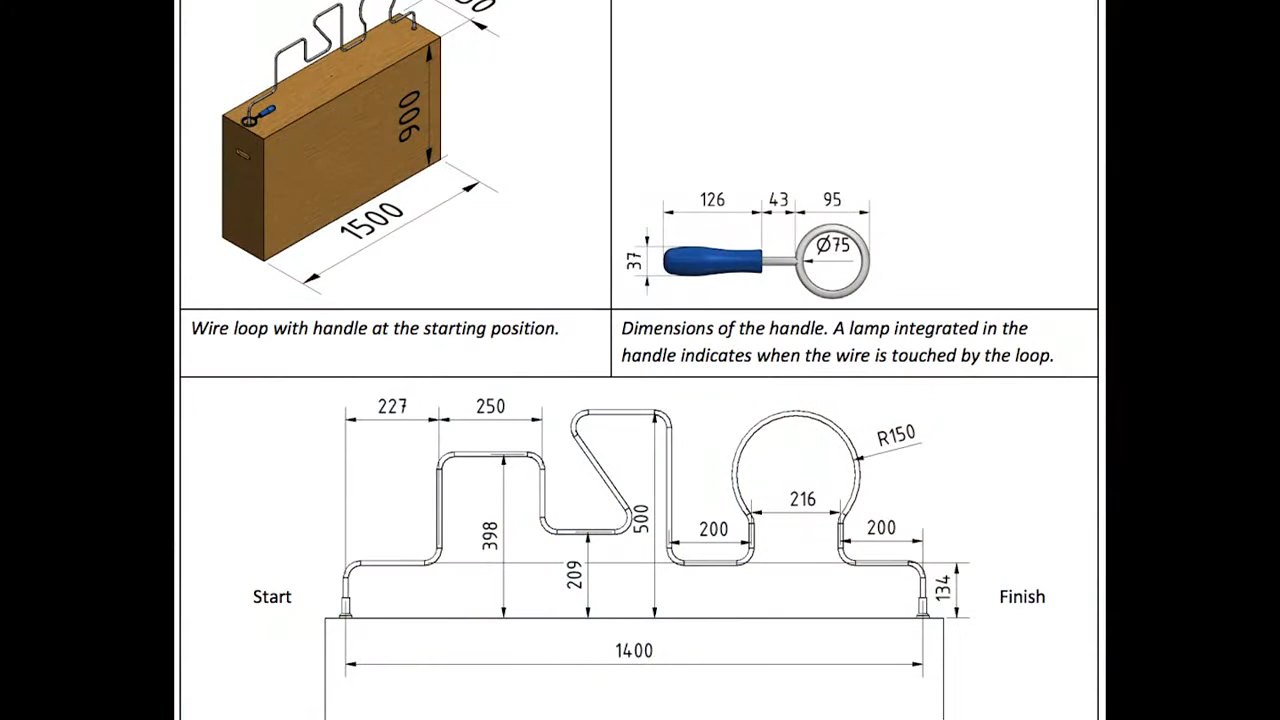 900
1500
126
43
95
Ø75
37
Wire loop with handle at the starting position.
Dimensions of the handle. A lamp integrated in the
handle indicates when the wire is touched by the loop.
227
250
R150
398
209
500
200
216
200
134
Start
Finish
1400